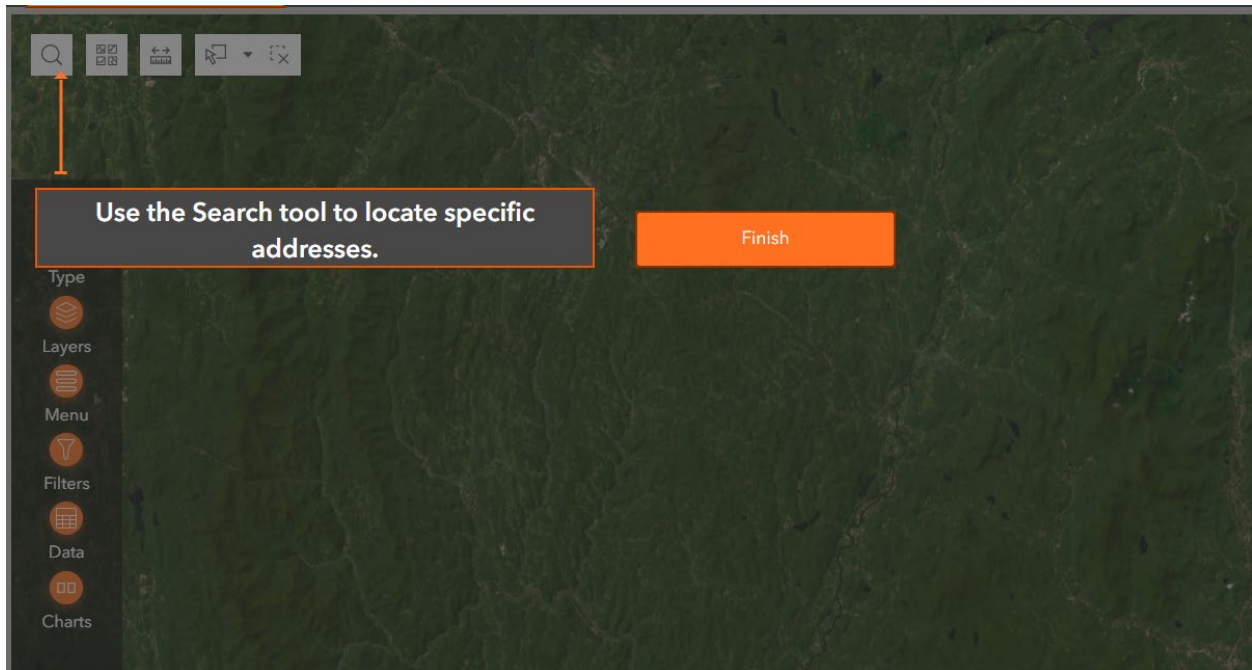 Use the Search tool to locate specific
addresses.
Finish
Type
Layers
Menu
Filters
Data
Charts